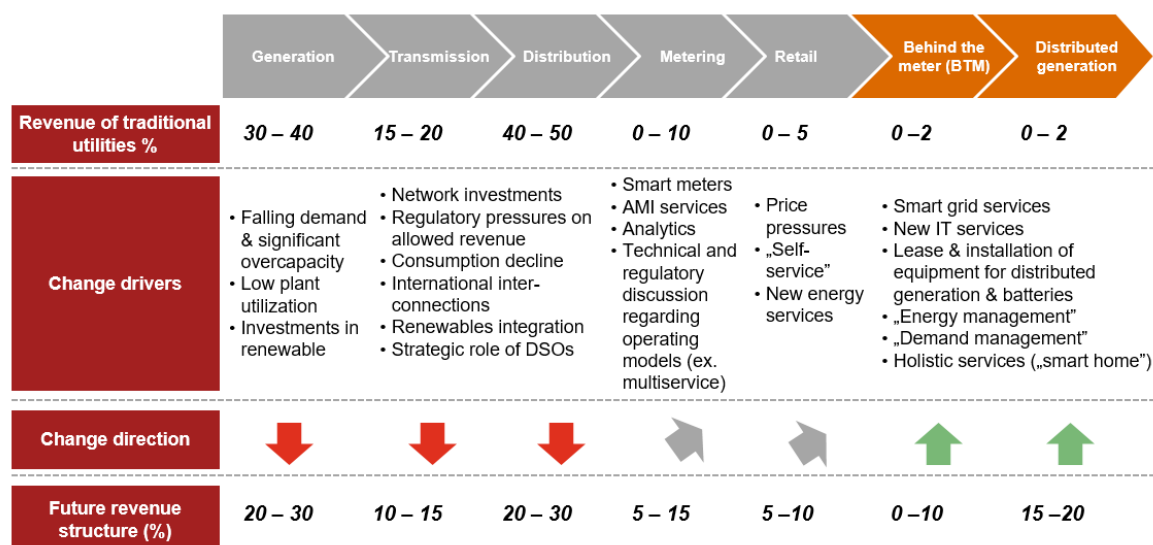 Generation
Transmission
Distribution
Metering
Retail
Behind the
meter (BTM)
Distributed
generation
Revenue of traditional
utilities %
30 – 40
15 – 20
40 – 50
0 – 10
0 – 5
0 –2
0 – 2
Change drivers
• Falling demand
& significant
overcapacity
• Low plant
utilization
• Investments in
renewable
• Network investments
• Regulatory pressures on
allowed revenue
• Consumption decline
• International inter-
connections
• Renewables integration
• Strategic role of DSOs
• Smart meters
• AMI services
• Analytics
• Technical and
regulatory
discussion
regarding
operating
models (ex.
multiservice)
• Price
pressures
• „Self-
service”
• New energy
services
• Smart grid services
• New IT services
• Lease & installation of
equipment for distributed
generation & batteries
• „Energy management”
• „Demand management”
• Holistic services („smart home”)
Change direction
Future revenue
structure (%)
20 – 30
10 – 15
20 – 30
5 – 15
5 –10
0 –10
15 –20